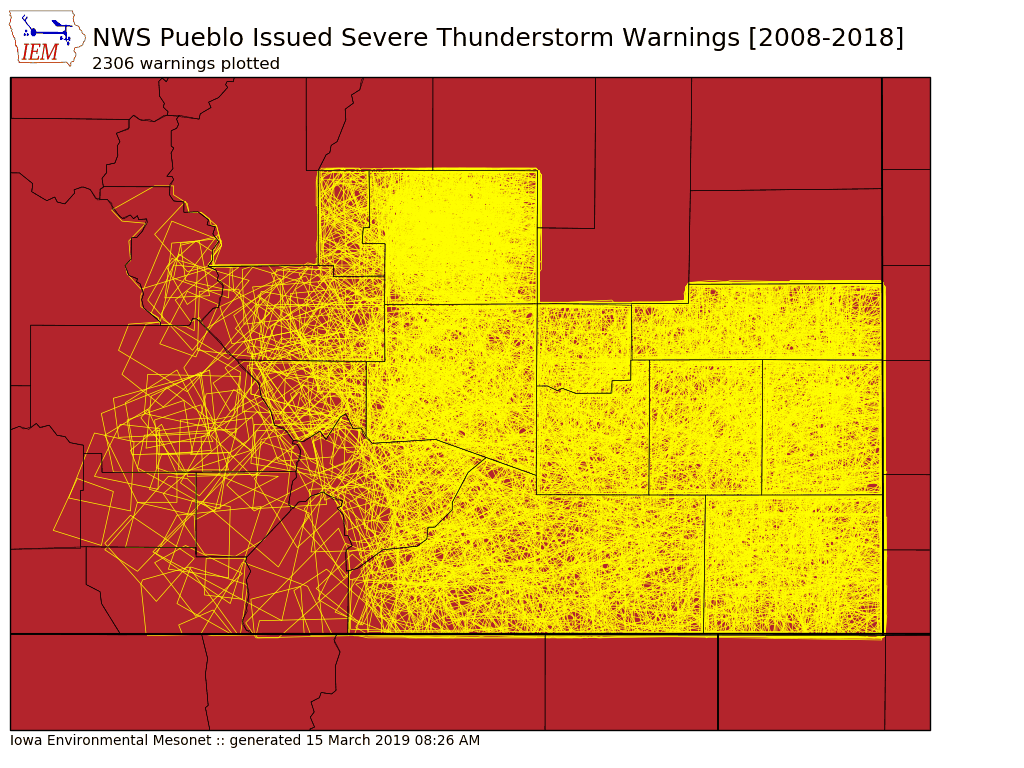 IEM
NWS Pueblo Issued Severe Thunderstorm Warnings [2008-2018]
2306 warnings plotted
Iowa Environmental Mesonet :: generated 15 March 2019 08:26 AM